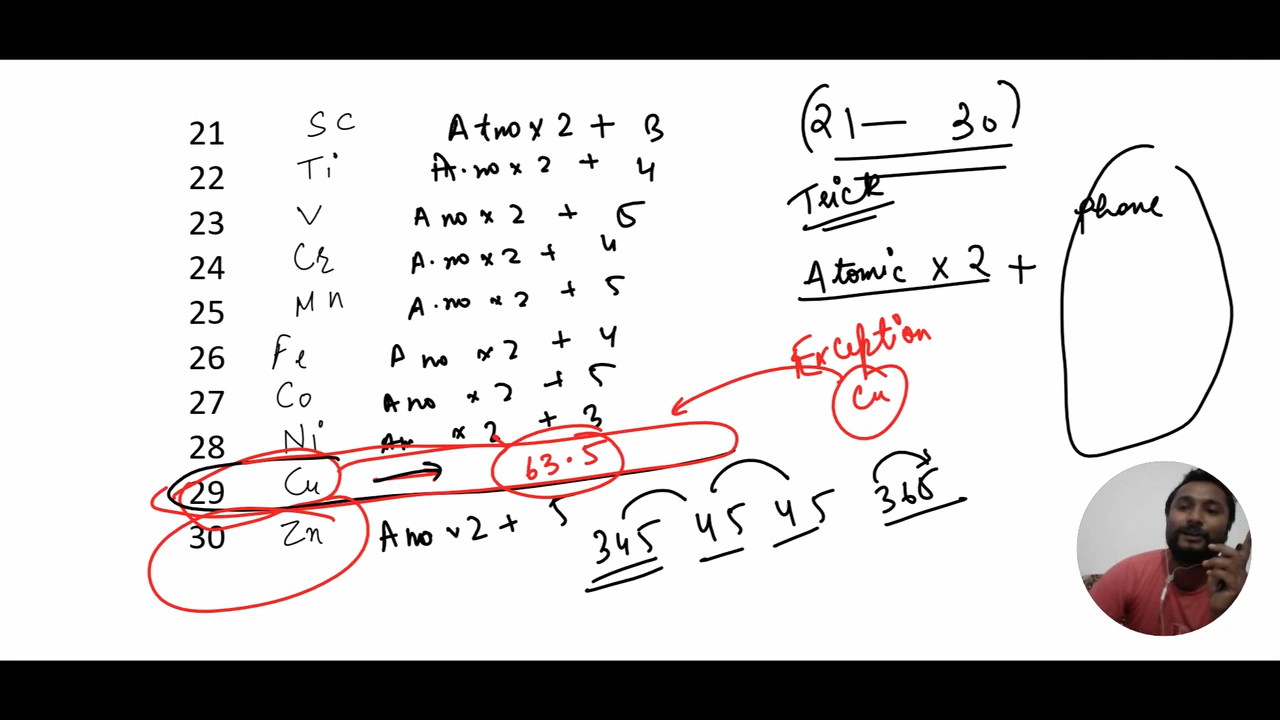 21 Sc At no x 2 + 3
22 Ti A.no x 2 + 4
23 V A no x 2 + 5
24 Cr A.no x 2 + 4
25 Mn A.no x 2 + 5
26 Fe A no x 2 + 4
27 Co A no x 2 + 5
28 Ni An x 2 + 3
29 Cu → 63.5
30 Zn A no x 2 + 5
345 45 45 365
(21 — 30)
Trick
Atomic x 2 +
phone
Exception
Cu